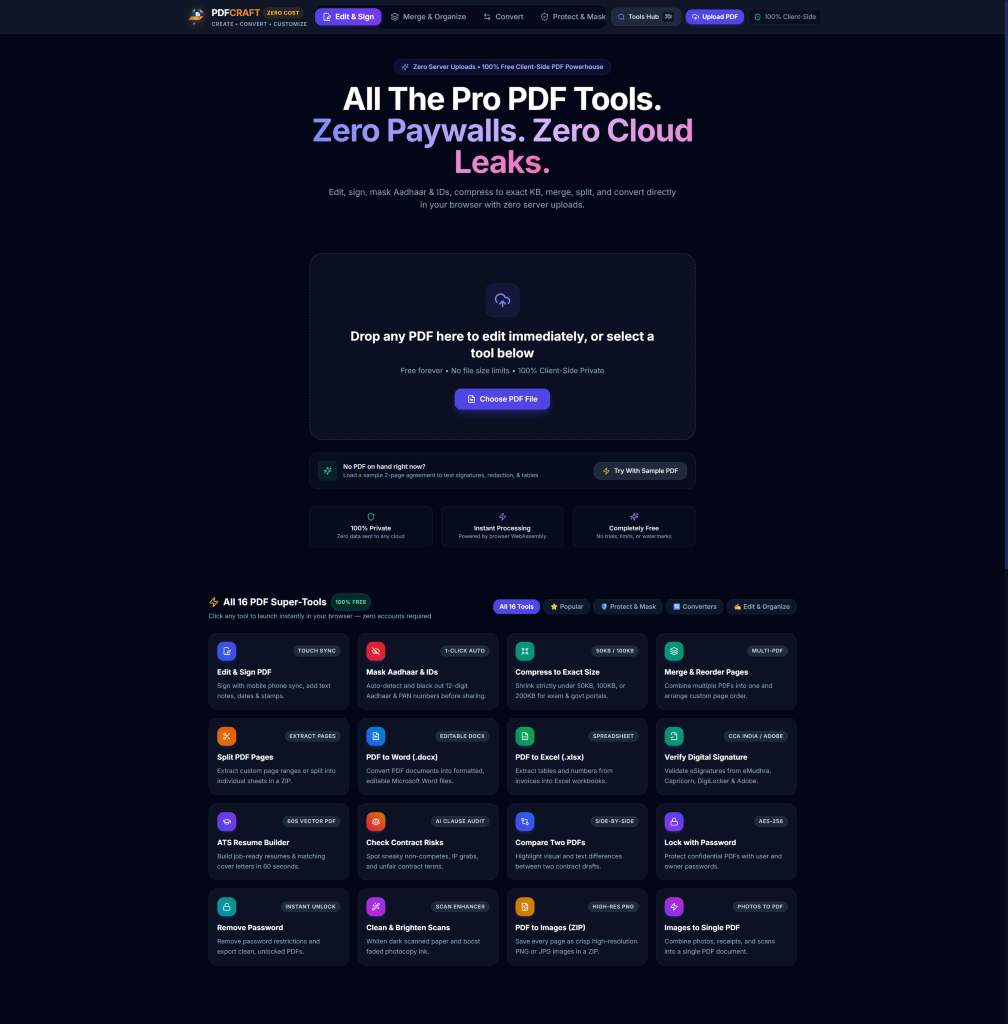 PDFCRAFT ZERO COST
CREATE • CONVERT • CUSTOMIZE
Edit & Sign
Merge & Organize
Convert
Protect & Mask
Tools Hub ⌘K
Upload PDF
100% Client-Side
Zero Server Uploads • 100% Free Client-Side PDF Powerhouse
All The Pro PDF Tools.
Zero Paywalls. Zero Cloud
Leaks.
Edit, sign, mask Aadhaar & IDs, compress to exact KB, merge, split, and convert directly
in your browser with zero server uploads.
Drop any PDF here to edit immediately, or select a
tool below
Free forever • No file size limits • 100% Client-Side Private
Choose PDF File
No PDF on hand right now?
Load a sample 2-page agreement to test signatures, redaction, & tables
Try With Sample PDF
100% Private
Zero data sent to any cloud
Instant Processing
Powered by browser WebAssembly
Completely Free
No trials, limits, or watermarks
All 16 PDF Super-Tools 100% FREE
Click any tool to launch instantly in your browser — zero accounts required
All 16 Tools
Popular
Protect & Mask
Converters
Edit & Organize
TOUCH SYNC
Edit & Sign PDF
Sign with mobile phone sync, add text
notes, dates & stamps.
1-CLICK AUTO
Mask Aadhaar & IDs
Auto-detect and black out 12-digit
Aadhaar & PAN numbers before sharing.
50KB / 100KB
Compress to Exact Size
Shrink strictly under 50KB, 100KB, or
200KB for exam & govt portals.
MULTI-PDF
Merge & Reorder Pages
Combine multiple PDFs into one and
arrange custom page order.
EXTRACT PAGES
Split PDF Pages
Extract custom page ranges or split into
individual sheets in a ZIP.
EDITABLE DOCX
PDF to Word (.docx)
Convert PDF documents into formatted,
editable Microsoft Word files.
SPREADSHEET
PDF to Excel (.xlsx)
Extract tables and numbers from
invoices into Excel workbooks.
CCA INDIA / ADOBE
Verify Digital Signature
Validate eSignatures from eMudhra,
Capricorn, DigiLocker & Adobe.
60S VECTOR PDF
ATS Resume Builder
Build job-ready resumes & matching
cover letters in 60 seconds.
AI CLAUSE AUDIT
Check Contract Risks
Spot sneaky non-competes, IP grabs,
and unfair contract terms.
SIDE-BY-SIDE
Compare Two PDFs
Highlight visual and text differences
between two contract drafts.
AES-256
Lock with Password
Protect confidential PDFs with user and
owner passwords.
INSTANT UNLOCK
Remove Password
Remove password restrictions and
export clean, unlocked PDFs.
SCAN ENHANCER
Clean & Brighten Scans
Whiten dark scanned paper and boost
faded photocopy ink.
HIGH-RES PNG
PDF to Images (ZIP)
Save every page as crisp high-resolution
PNG or JPG images in a ZIP.
PHOTOS TO PDF
Images to Single PDF
Combine photos, receipts, and scans
into a single PDF document.